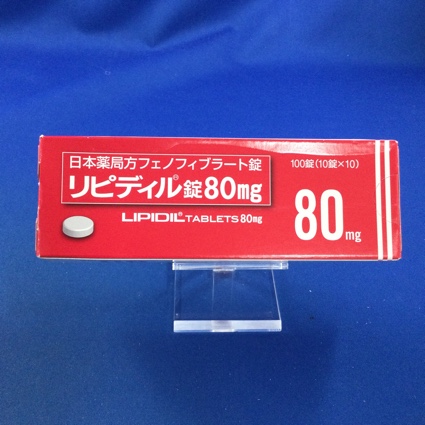 日本薬局方フェノフィブラート錠
100錠(10錠×10)
リピディル®錠80mg
LIPIDIL® TABLETS 80mg
80mg